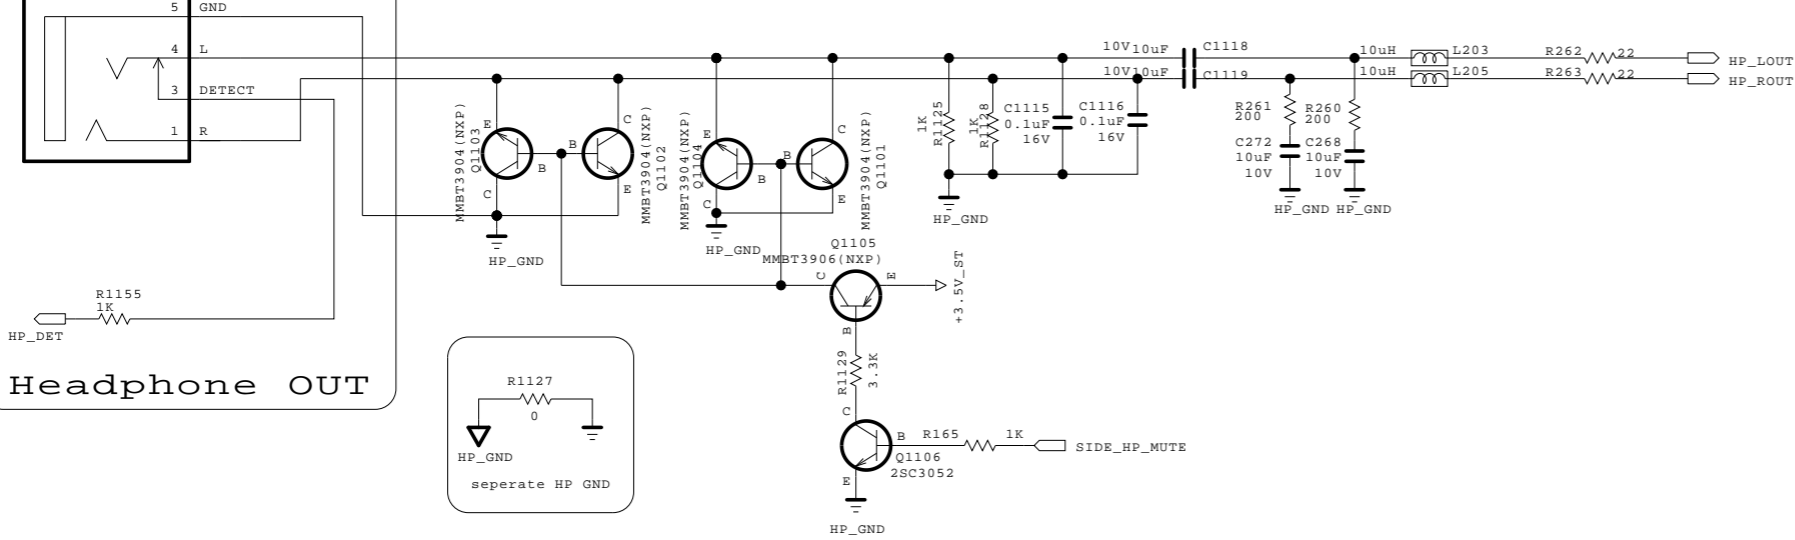 5 GND
4 L
3 DETECT
1 R
10V 10uF C1118
10V 10uF C1119
10uH L203
10uH L205
R262 22
R263 22
HP_LOUT
HP_ROUT
E
B
C
MMBT3904(NXP)
Q1103
C
B
E
MMBT3904(NXP)
Q1102
E
B
C
MMBT3904(NXP)
Q1104
C
B
E
MMBT3904(NXP)
Q1101
1K
R1125
1K
R1128
C1115
0.1uF
16V
C1116
0.1uF
16V
R261
200
R260
200
C272
10uF
10V
C268
10uF
10V
HP_GND
HP_GND
HP_GND
HP_GND
HP_GND
Q1105
MMBT3906(NXP)
C
E
B
+3.5V_ST
R1155
1K
HP_DET
Headphone OUT
R1129
3.3K
R1127
0
HP_GND
seperate HP GND
C
B
E
R165 1K
SIDE_HP_MUTE
Q1106
2SC3052
HP_GND